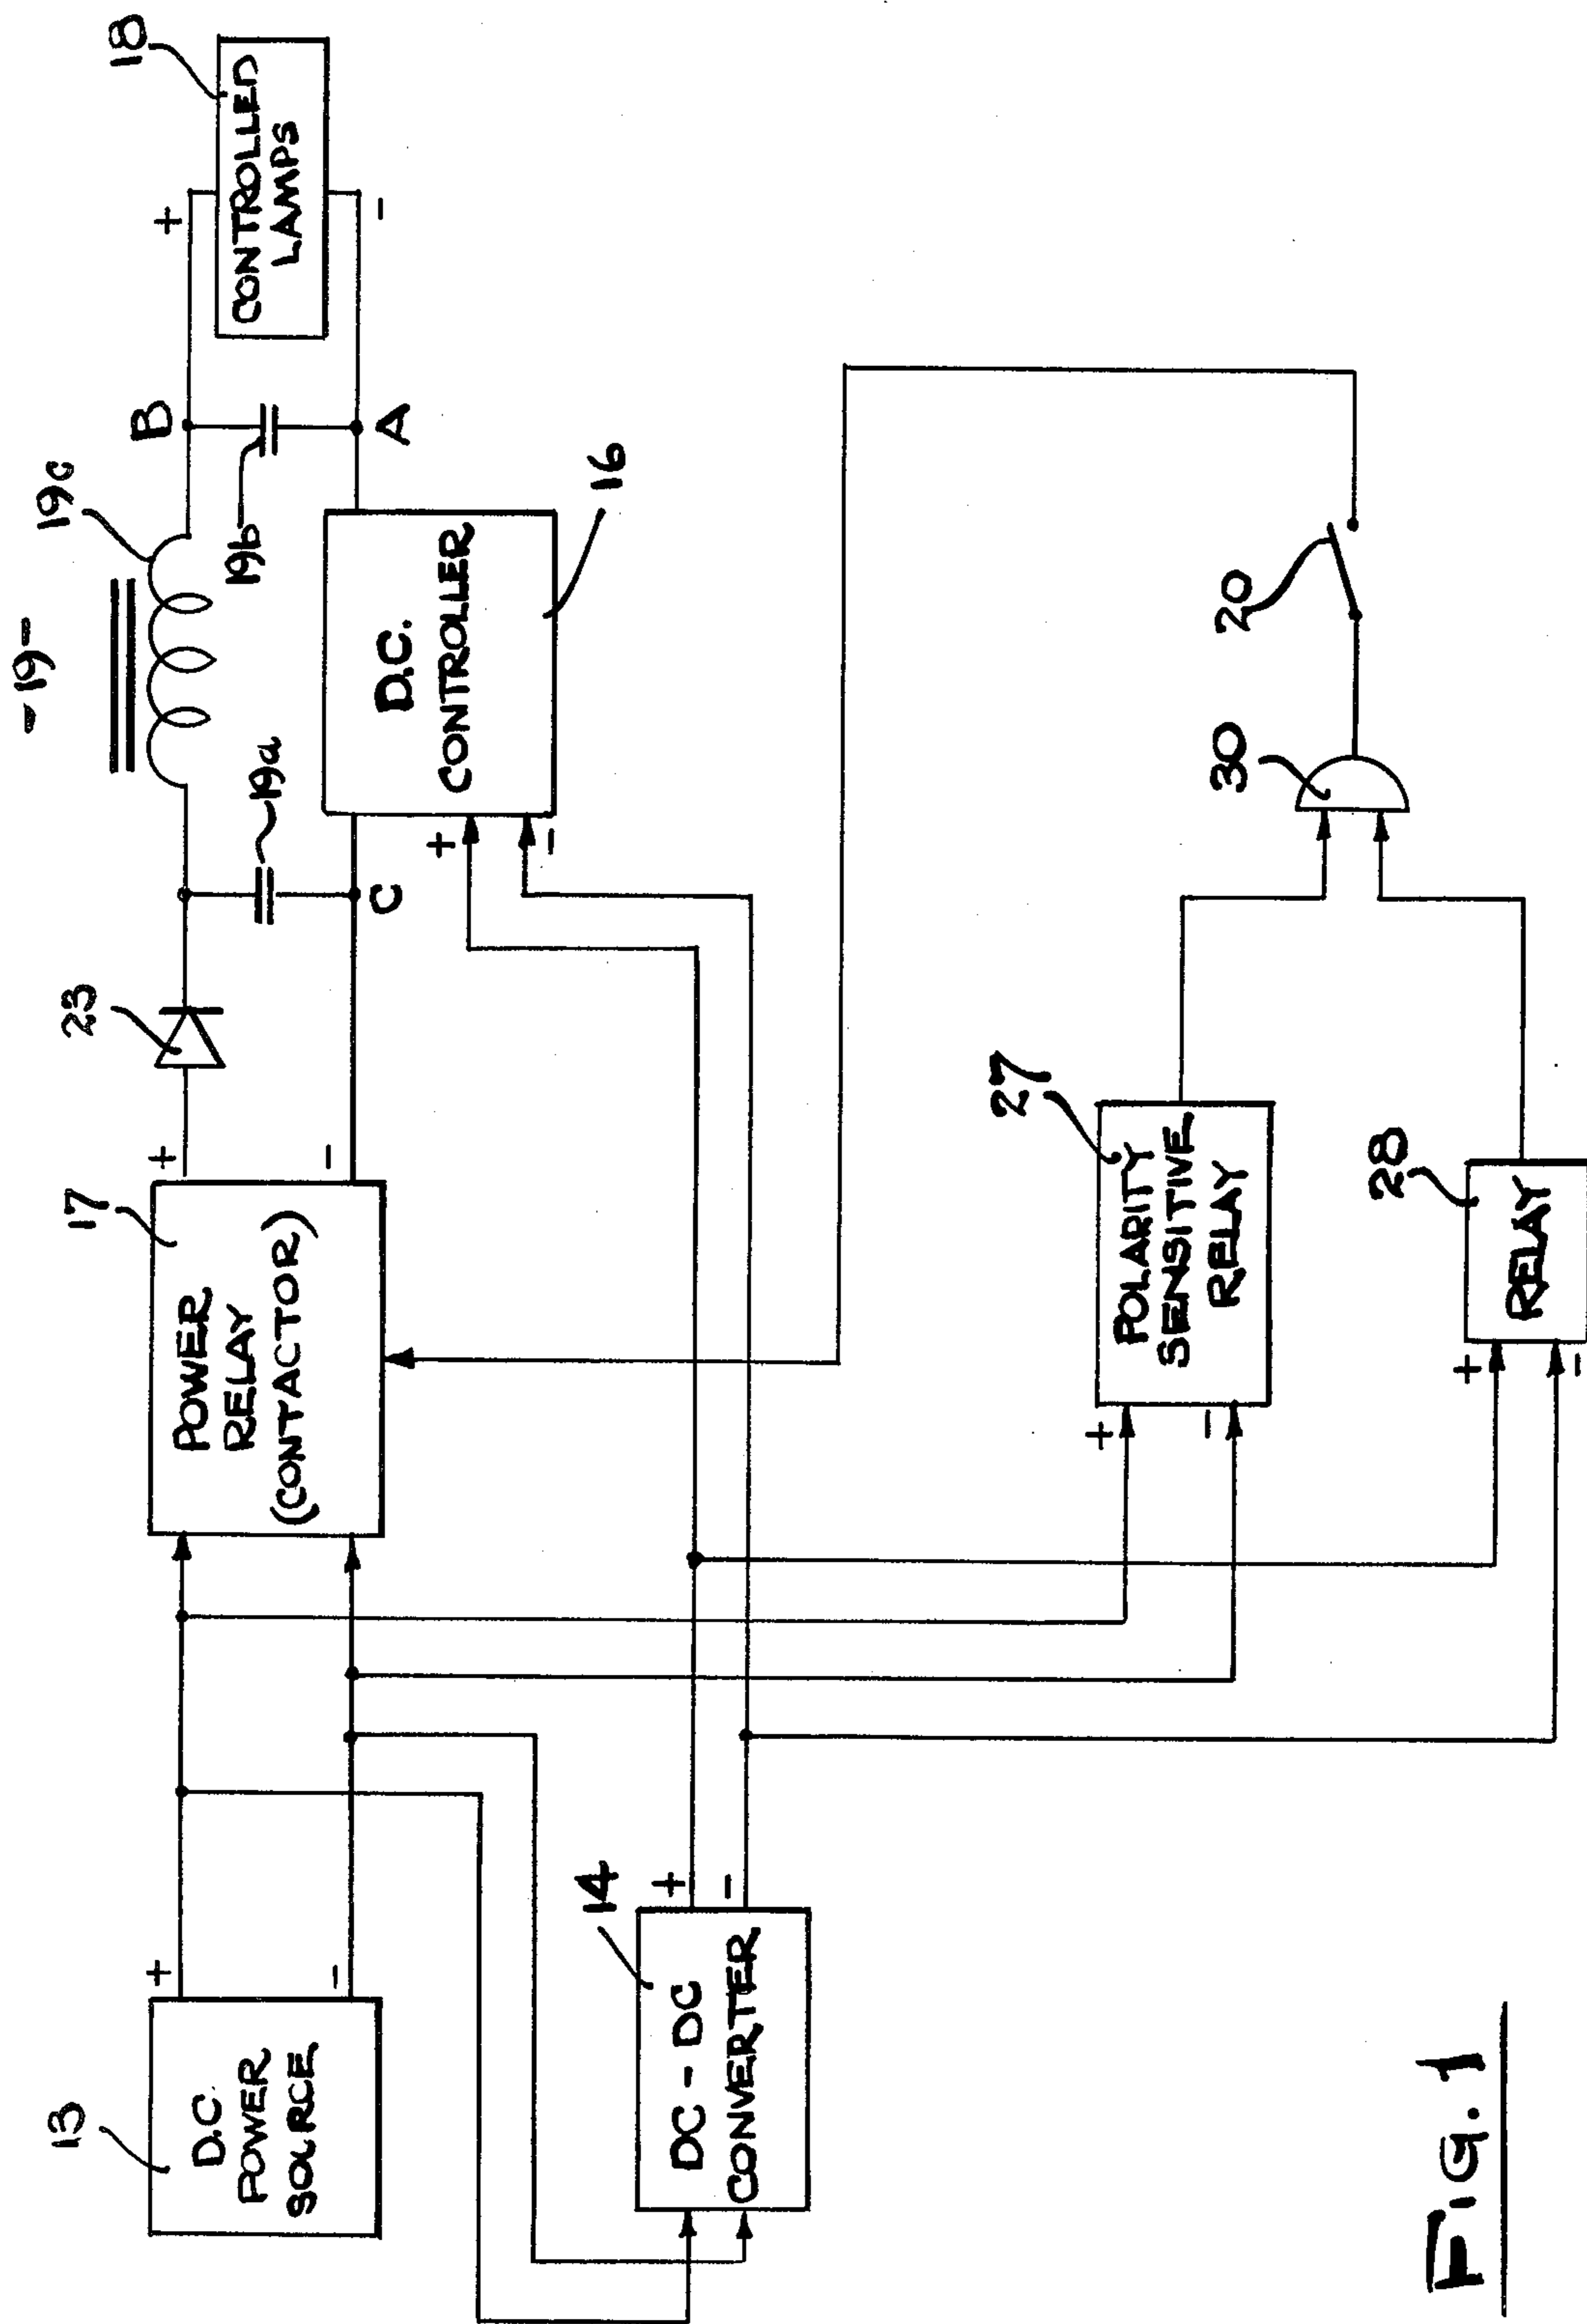 13
D.C
POWER
SOURCE
+
-
14
DC - DC
CONVERTER
+
-
17
POWER
RELAY
(CONTACTOR)
+
-
23
19a
C
-19-
19c
19b
B
A
+
-
18
CONTROLLED
LAMPS
D.C.
CONTROLLER
+
-
16
27
POLARITY
SENSITIVE
RELAY
+
-
28
RELAY
+
-
30
20
Fig. 1